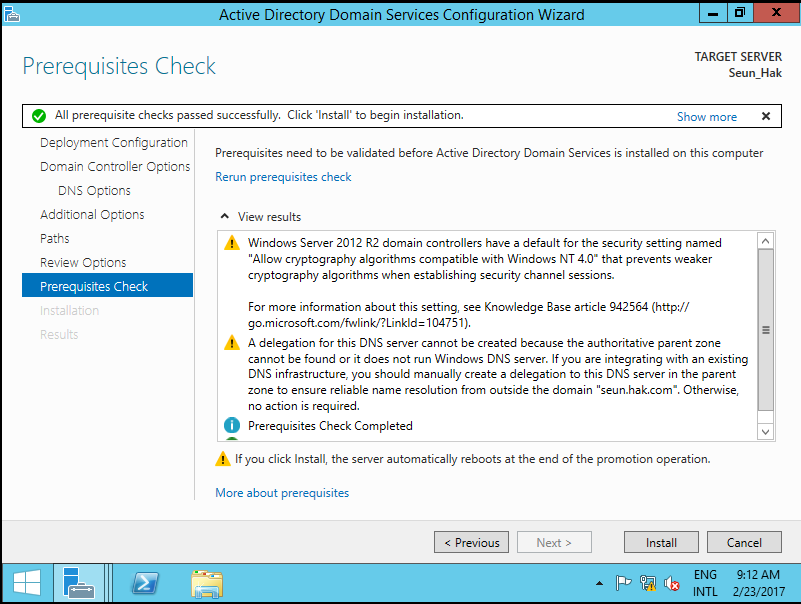 Active Directory Domain Services Configuration Wizard
Prerequisites Check
TARGET SERVER
Seun_Hak
All prerequisite checks passed successfully. Click 'Install' to begin installation.
Show more
Deployment Configuration
Domain Controller Options
DNS Options
Additional Options
Paths
Review Options
Prerequisites Check
Installation
Results
Prerequisites need to be validated before Active Directory Domain Services is installed on this computer
Rerun prerequisites check
View results
Windows Server 2012 R2 domain controllers have a default for the security setting named
"Allow cryptography algorithms compatible with Windows NT 4.0" that prevents weaker
cryptography algorithms when establishing security channel sessions.
For more information about this setting, see Knowledge Base article 942564 (http://
go.microsoft.com/fwlink/?LinkId=104751).
A delegation for this DNS server cannot be created because the authoritative parent zone
cannot be found or it does not run Windows DNS server. If you are integrating with an existing
DNS infrastructure, you should manually create a delegation to this DNS server in the parent
zone to ensure reliable name resolution from outside the domain "seun.hak.com". Otherwise,
no action is required.
Prerequisites Check Completed
If you click Install, the server automatically reboots at the end of the promotion operation.
More about prerequisites
< Previous
Next >
Install
Cancel
ENG
INTL
9:12 AM
2/23/2017